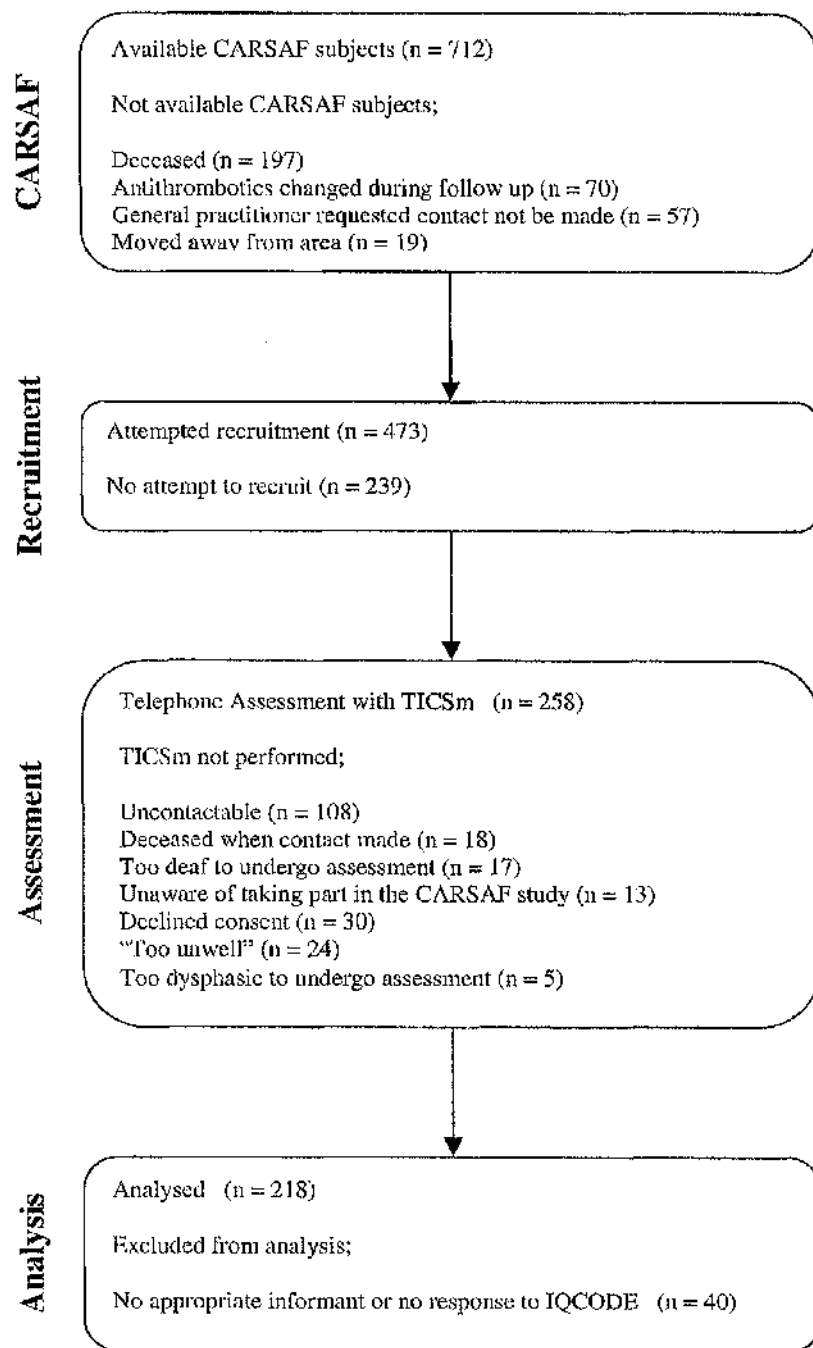 CARSAF
Available CARSAF subjects (n = 712)
Not available CARSAF subjects;
Deceased (n = 197)
Antithrombotics changed during follow up (n = 70)
General practitioner requested contact not be made (n = 57)
Moved away from area (n = 19)
Recruitment
Attempted recruitment (n = 473)
No attempt to recruit (n = 239)
Assessment
Telephone Assessment with TICSm (n = 258)
TICSm not performed;
Uncontactable (n = 108)
Deceased when contact made (n = 18)
Too deaf to undergo assessment (n = 17)
Unaware of taking part in the CARSAF study (n = 13)
Declined consent (n = 30)
“Too unwell” (n = 24)
Too dysphasic to undergo assessment (n = 5)
Analysis
Analysed (n = 218)
Excluded from analysis;
No appropriate informant or no response to IQCODE (n = 40)